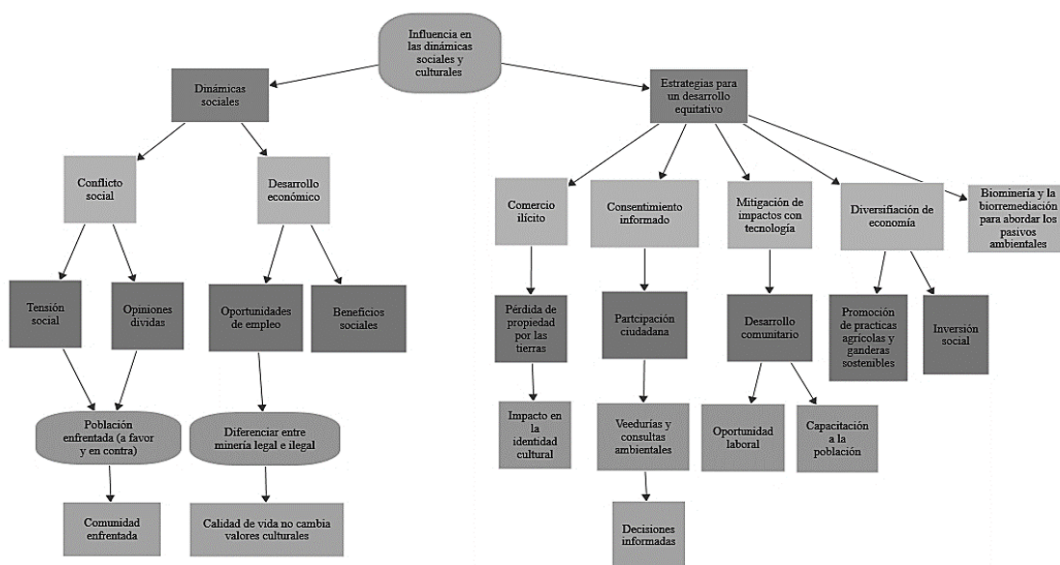 Influencia en
las dinámicas
sociales y
culturales
Dinámicas
sociales
Estrategias para
un desarrollo
equitativo
Conflicto
social
Desarrollo
económico
Comercio
ilícito
Consentimiento
informado
Mitigación de
impactos con
tecnología
Diversifiación de
economía
Biominería y la
biorremediación
para abordar los
pasivos
ambientales
Tensión
social
Opiniones
dividas
Oportunidades
de empleo
Beneficios
sociales
Pérdida de
propiedad
por las
tierras
Partcipación
ciudadana
Desarrollo
comunitario
Promoción
de practicas
agrícolas y
ganderas
sostenibles
Inversión
social
Población
enfrentada (a favor
y en contra)
Diferenciar entre
minería legal e ilegal
Impacto en
la identidad
cultural
Veedurías y
consultas
ambientales
Oportunidad
laboral
Capacitación
a la
población
Comunidad
enfrentada
Calidad de vida no cambia
valores culturales
Decisiones
informadas